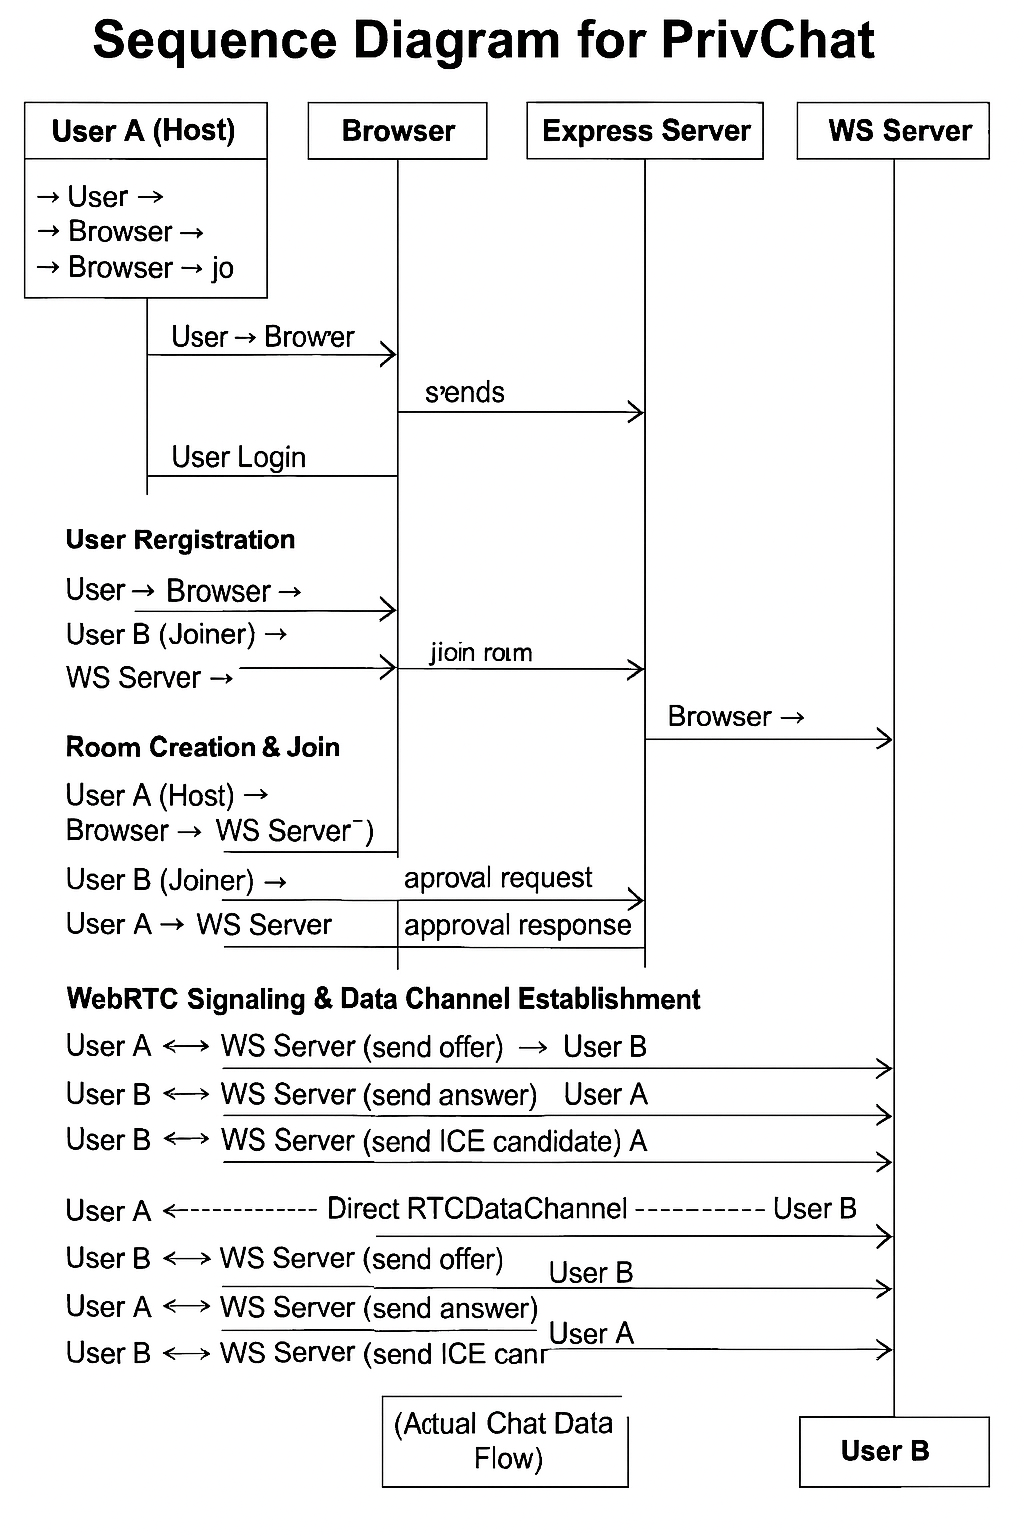 Sequence Diagram for PrivChat
User A (Host)
Browser
Express Server
WS Server
→ User →
→ Browser →
→ Browser → jo
User → Brower
s'ends
User Login
User Rergistration
User → Browser →
User B (Joiner) →
WS Server →
jioin roım
Browser →
Room Creation & Join
User A (Host) →
Browser → WS Server¯)
User B (Joiner) →
aproval request
User A → WS Server
approval response
WebRTC Signaling & Data Channel Establishment
User A ↔ WS Server (send offer) → User B
User B ↔ WS Server (send answer) User A
User B ↔ WS Server (send ICE candidate) A
User A <------------ Direct RTCDataChannel ---------- User B
User B ↔ WS Server (send offer)
User B
User A ↔ WS Server (send answer)
User A
User B ↔ WS Server (send ICE canr
(Actual Chat Data
Flow)
User B